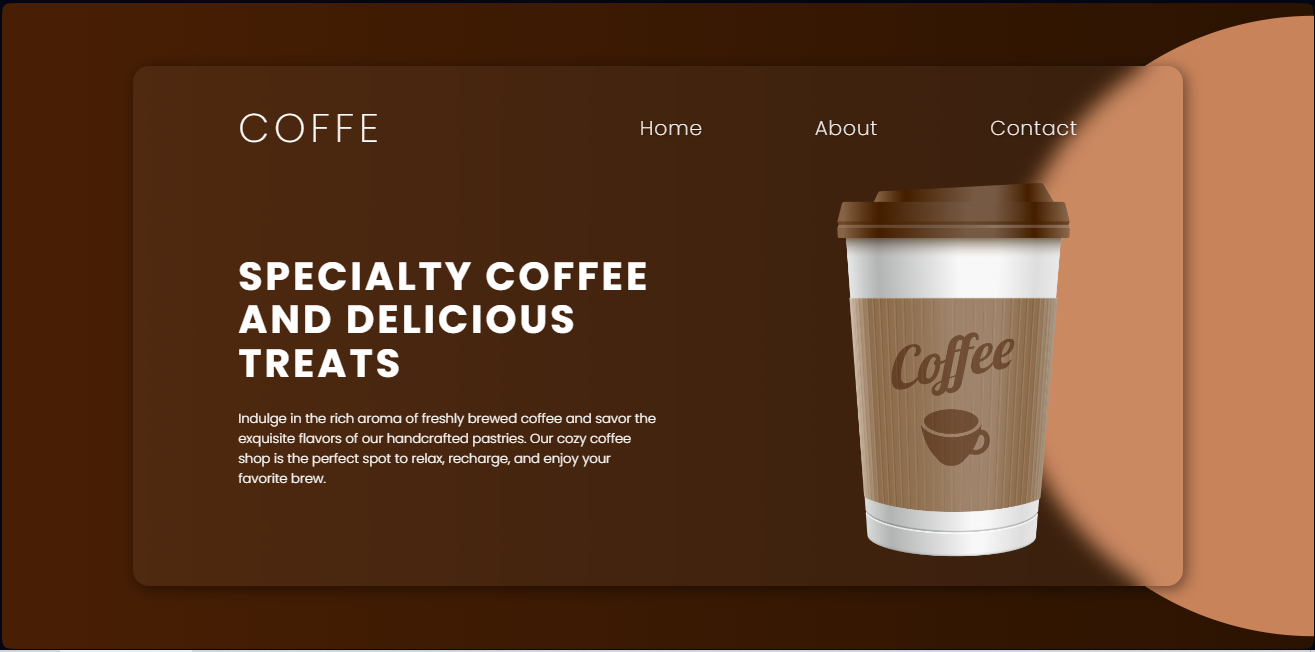 COFFE
Home
About
Contact
SPECIALTY COFFEE
AND DELICIOUS
TREATS
Indulge in the rich aroma of freshly brewed coffee and savor the
exquisite flavors of our handcrafted pastries. Our cozy coffee
shop is the perfect spot to relax, recharge, and enjoy your
favorite brew.
Coffee